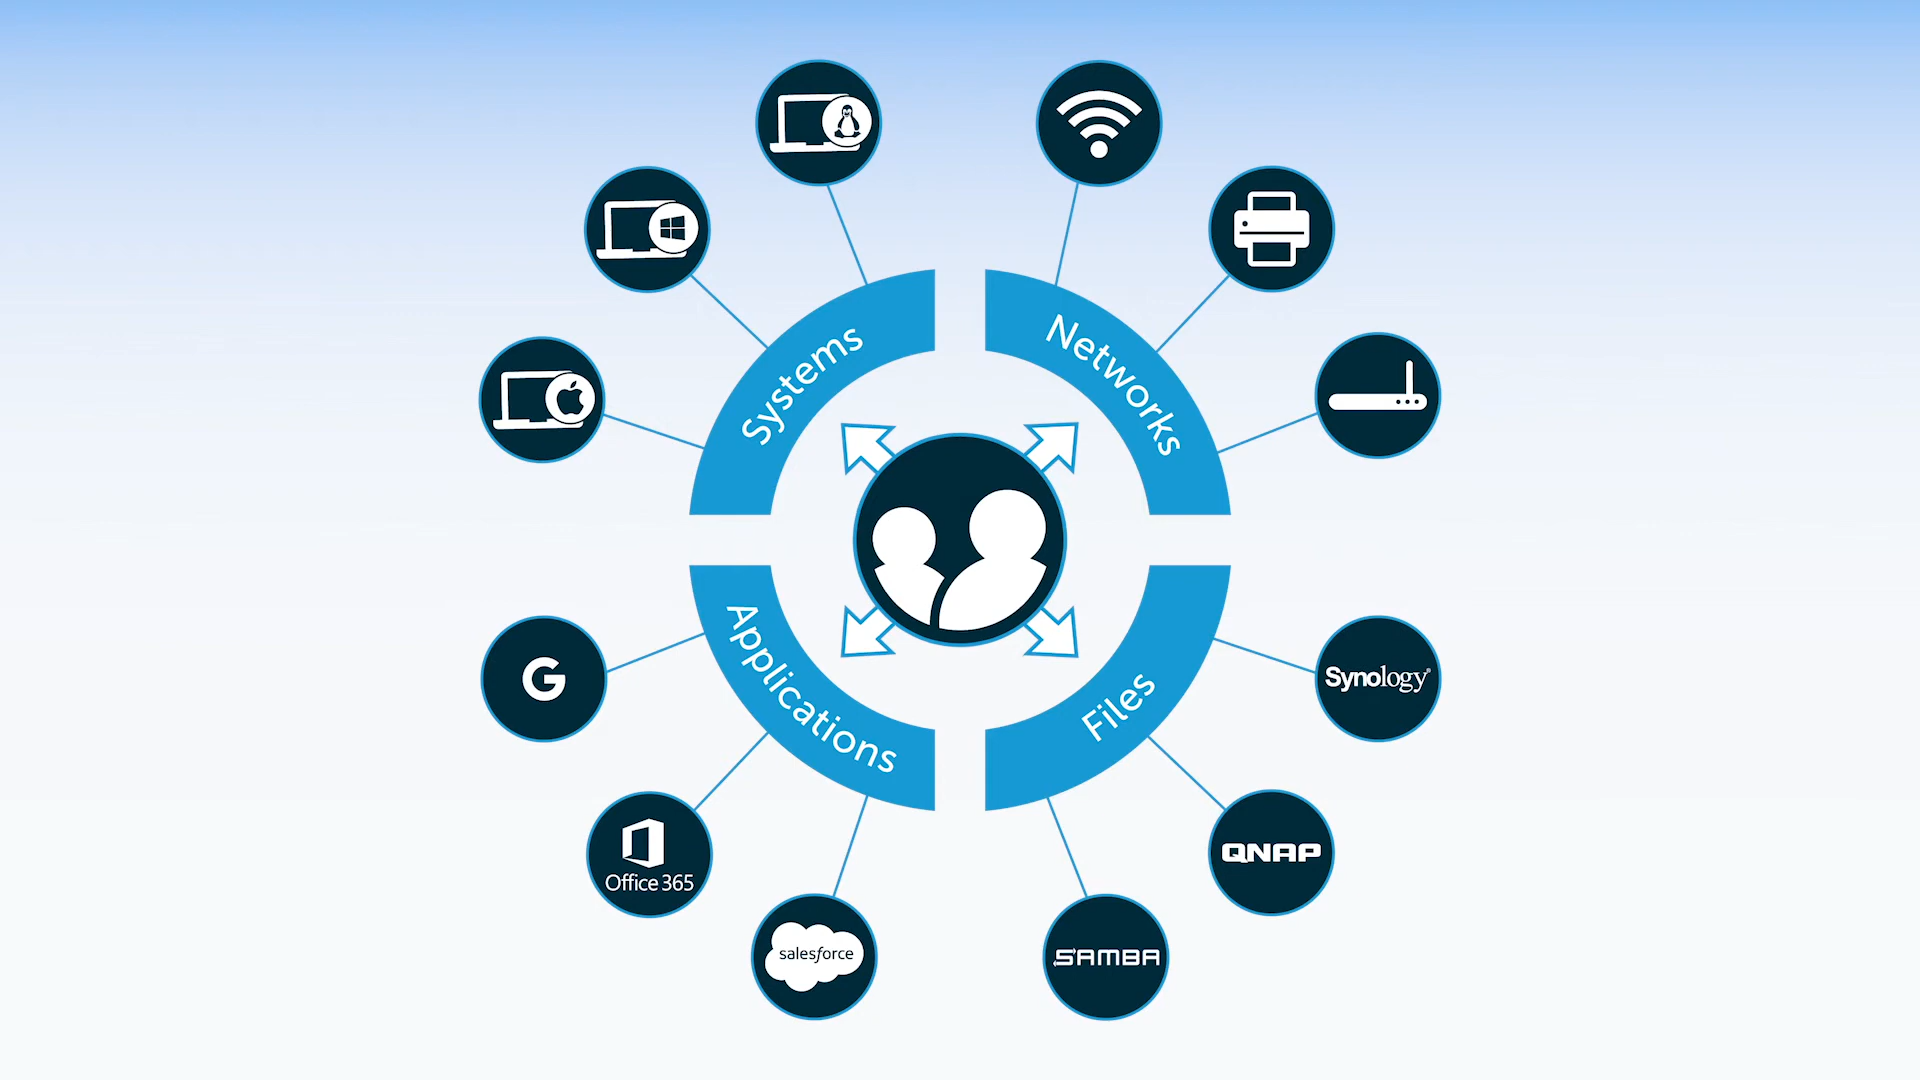 Systems
Networks
Applications
Files
G
Office 365
salesforce
Synology®
QNAP
SAMBA